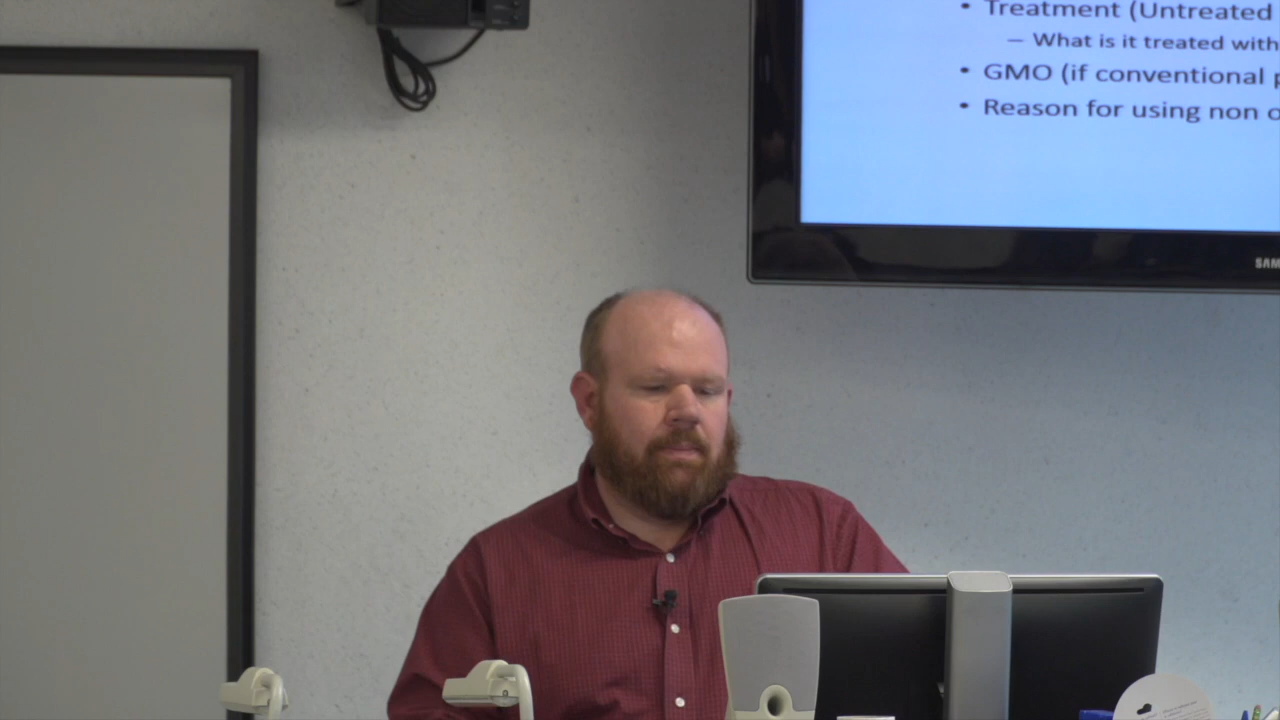 • Treatment (Untreated
– What is it treated with
• GMO (if conventional p
• Reason for using non o
SAM